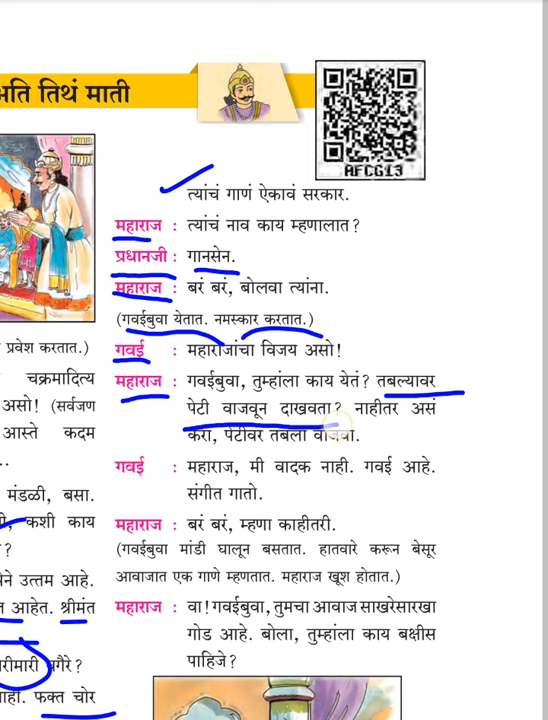 अति तिथं माती
AFCG13
प्रवेश करतात.)
चक्रमादित्य
असो! (सर्वजण
आस्ते कदम
..
मंडळी, बसा.
कशी काय
?
उत्तम आहे.
आहेत. श्रीमंत
रीमारी वगैरे?
फक्त चोर
त्यांचं गाणं ऐकावं सरकार.
महाराज : त्यांचं नाव काय म्हणालात?
प्रधानजी : गानसेन.
महाराज : बरं बरं, बोलवा त्यांना.
(गवईबुवा येतात. नमस्कार करतात.)
गवई : महाराजांचा विजय असो!
महाराज : गवईबुवा, तुम्हांला काय येतं? तबल्यावर
पेटी वाजवून दाखवता? नाहीतर असं
करा, पेटीवर तबला वाजवा.
गवई : महाराज, मी वादक नाही. गवई आहे.
संगीत गातो.
महाराज : बरं बरं, म्हणा काहीतरी.
(गवईबुवा मांडी घालून बसतात. हातवारे करून बेसूर
आवाजात एक गाणे म्हणतात. महाराज खूश होतात.)
महाराज : वा! गवईबुवा, तुमचा आवाज साखरेसारखा
गोड आहे. बोला, तुम्हांला काय बक्षीस
पाहिजे?